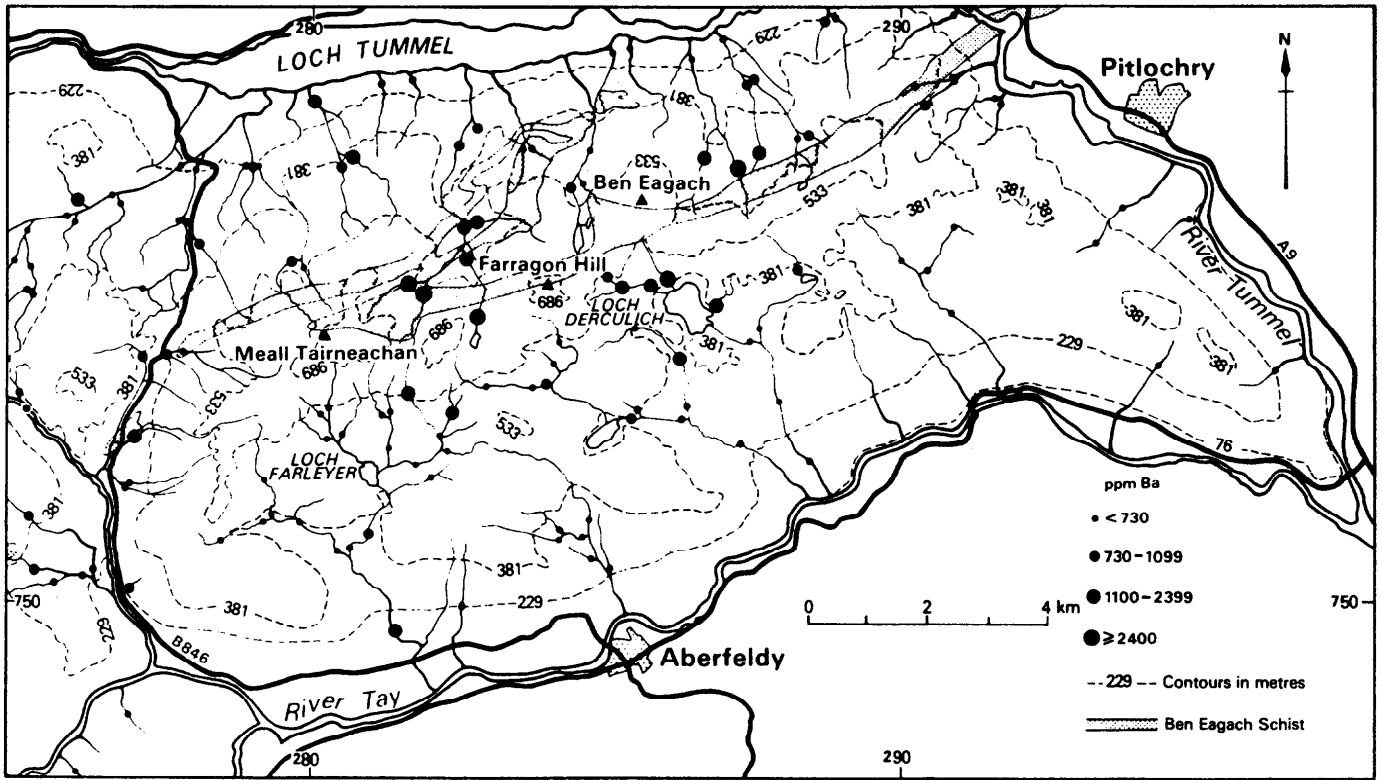 280
290
229
LOCH TUMMEL
N
Pitlochry
229
381
381
381
533
Ben Eagach
533
381
381
381
River Tummel
A9
Farragon Hill
381
686
LOCH
DERCULICH
686
381
229
381
381
Meall Tairneachan
686
533
381
533
533
76
LOCH
FARLEYER
381
ppm Ba
< 730
730-1099
1100-2399
≥ 2400
381
750
381
229
0 2 4 km
750
229
B846
Aberfeldy
River Tay
-- 229 -- Contours in metres
Ben Eagach Schist
280
290